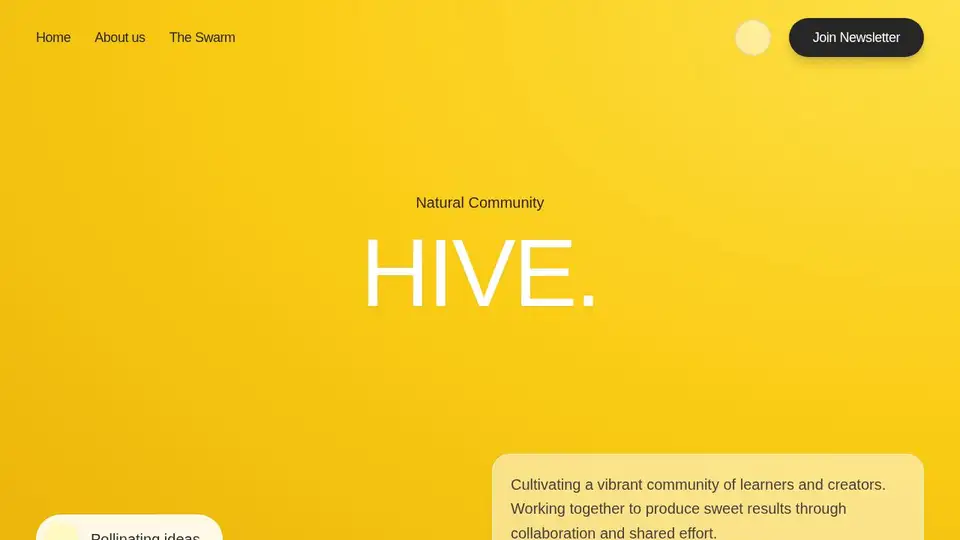 Home
About us
The Swarm
Join Newsletter
Natural Community
HIVE.
Cultivating a vibrant community of learners and creators.
Working together to produce sweet results through
collaboration and shared effort.
Pollinating ideas